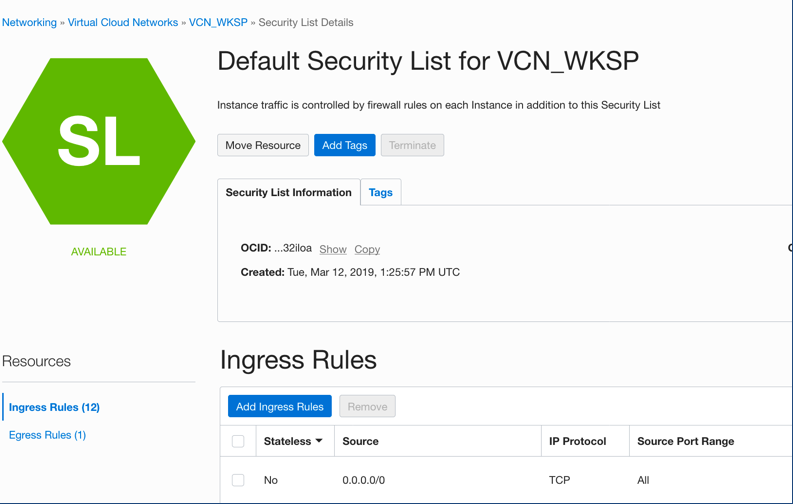 Networking » Virtual Cloud Networks » VCN_WKSP » Security List Details
SL
AVAILABLE
Default Security List for VCN_WKSP
Instance traffic is controlled by firewall rules on each Instance in addition to this Security List
Move Resource Add Tags Terminate
Security List Information Tags
OCID: ...32iloa Show Copy
Created: Tue, Mar 12, 2019, 1:25:57 PM UTC
Resources
Ingress Rules (12)
Egress Rules (1)
Ingress Rules
Add Ingress Rules Remove
Stateless Source IP Protocol Source Port Range
No 0.0.0.0/0 TCP All